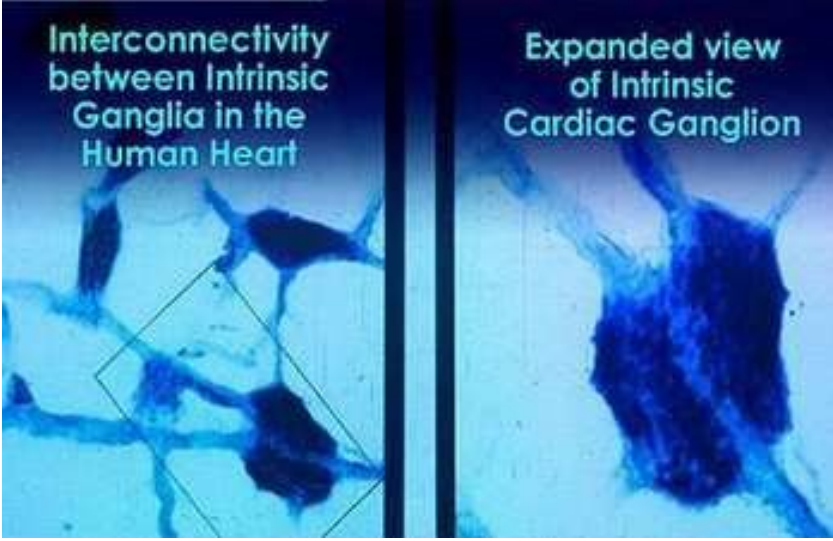 Interconnectivity
between Intrinsic
Ganglia in the
Human Heart
Expanded view
of Intrinsic
Cardiac Ganglion